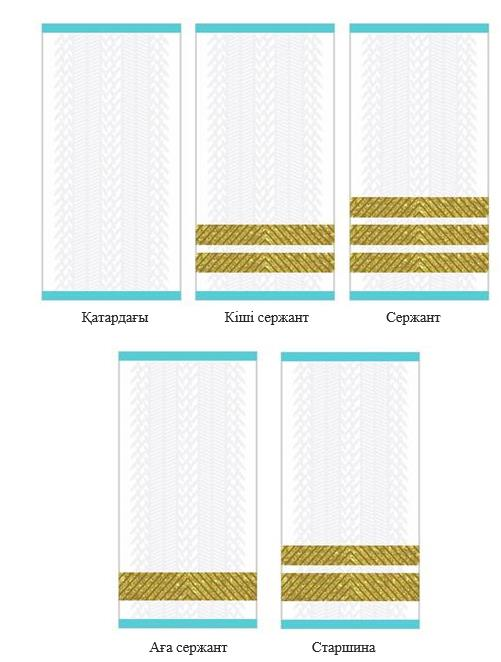 Қатардағы
Кіші сержант
Сержант
Аға сержант
Старшина